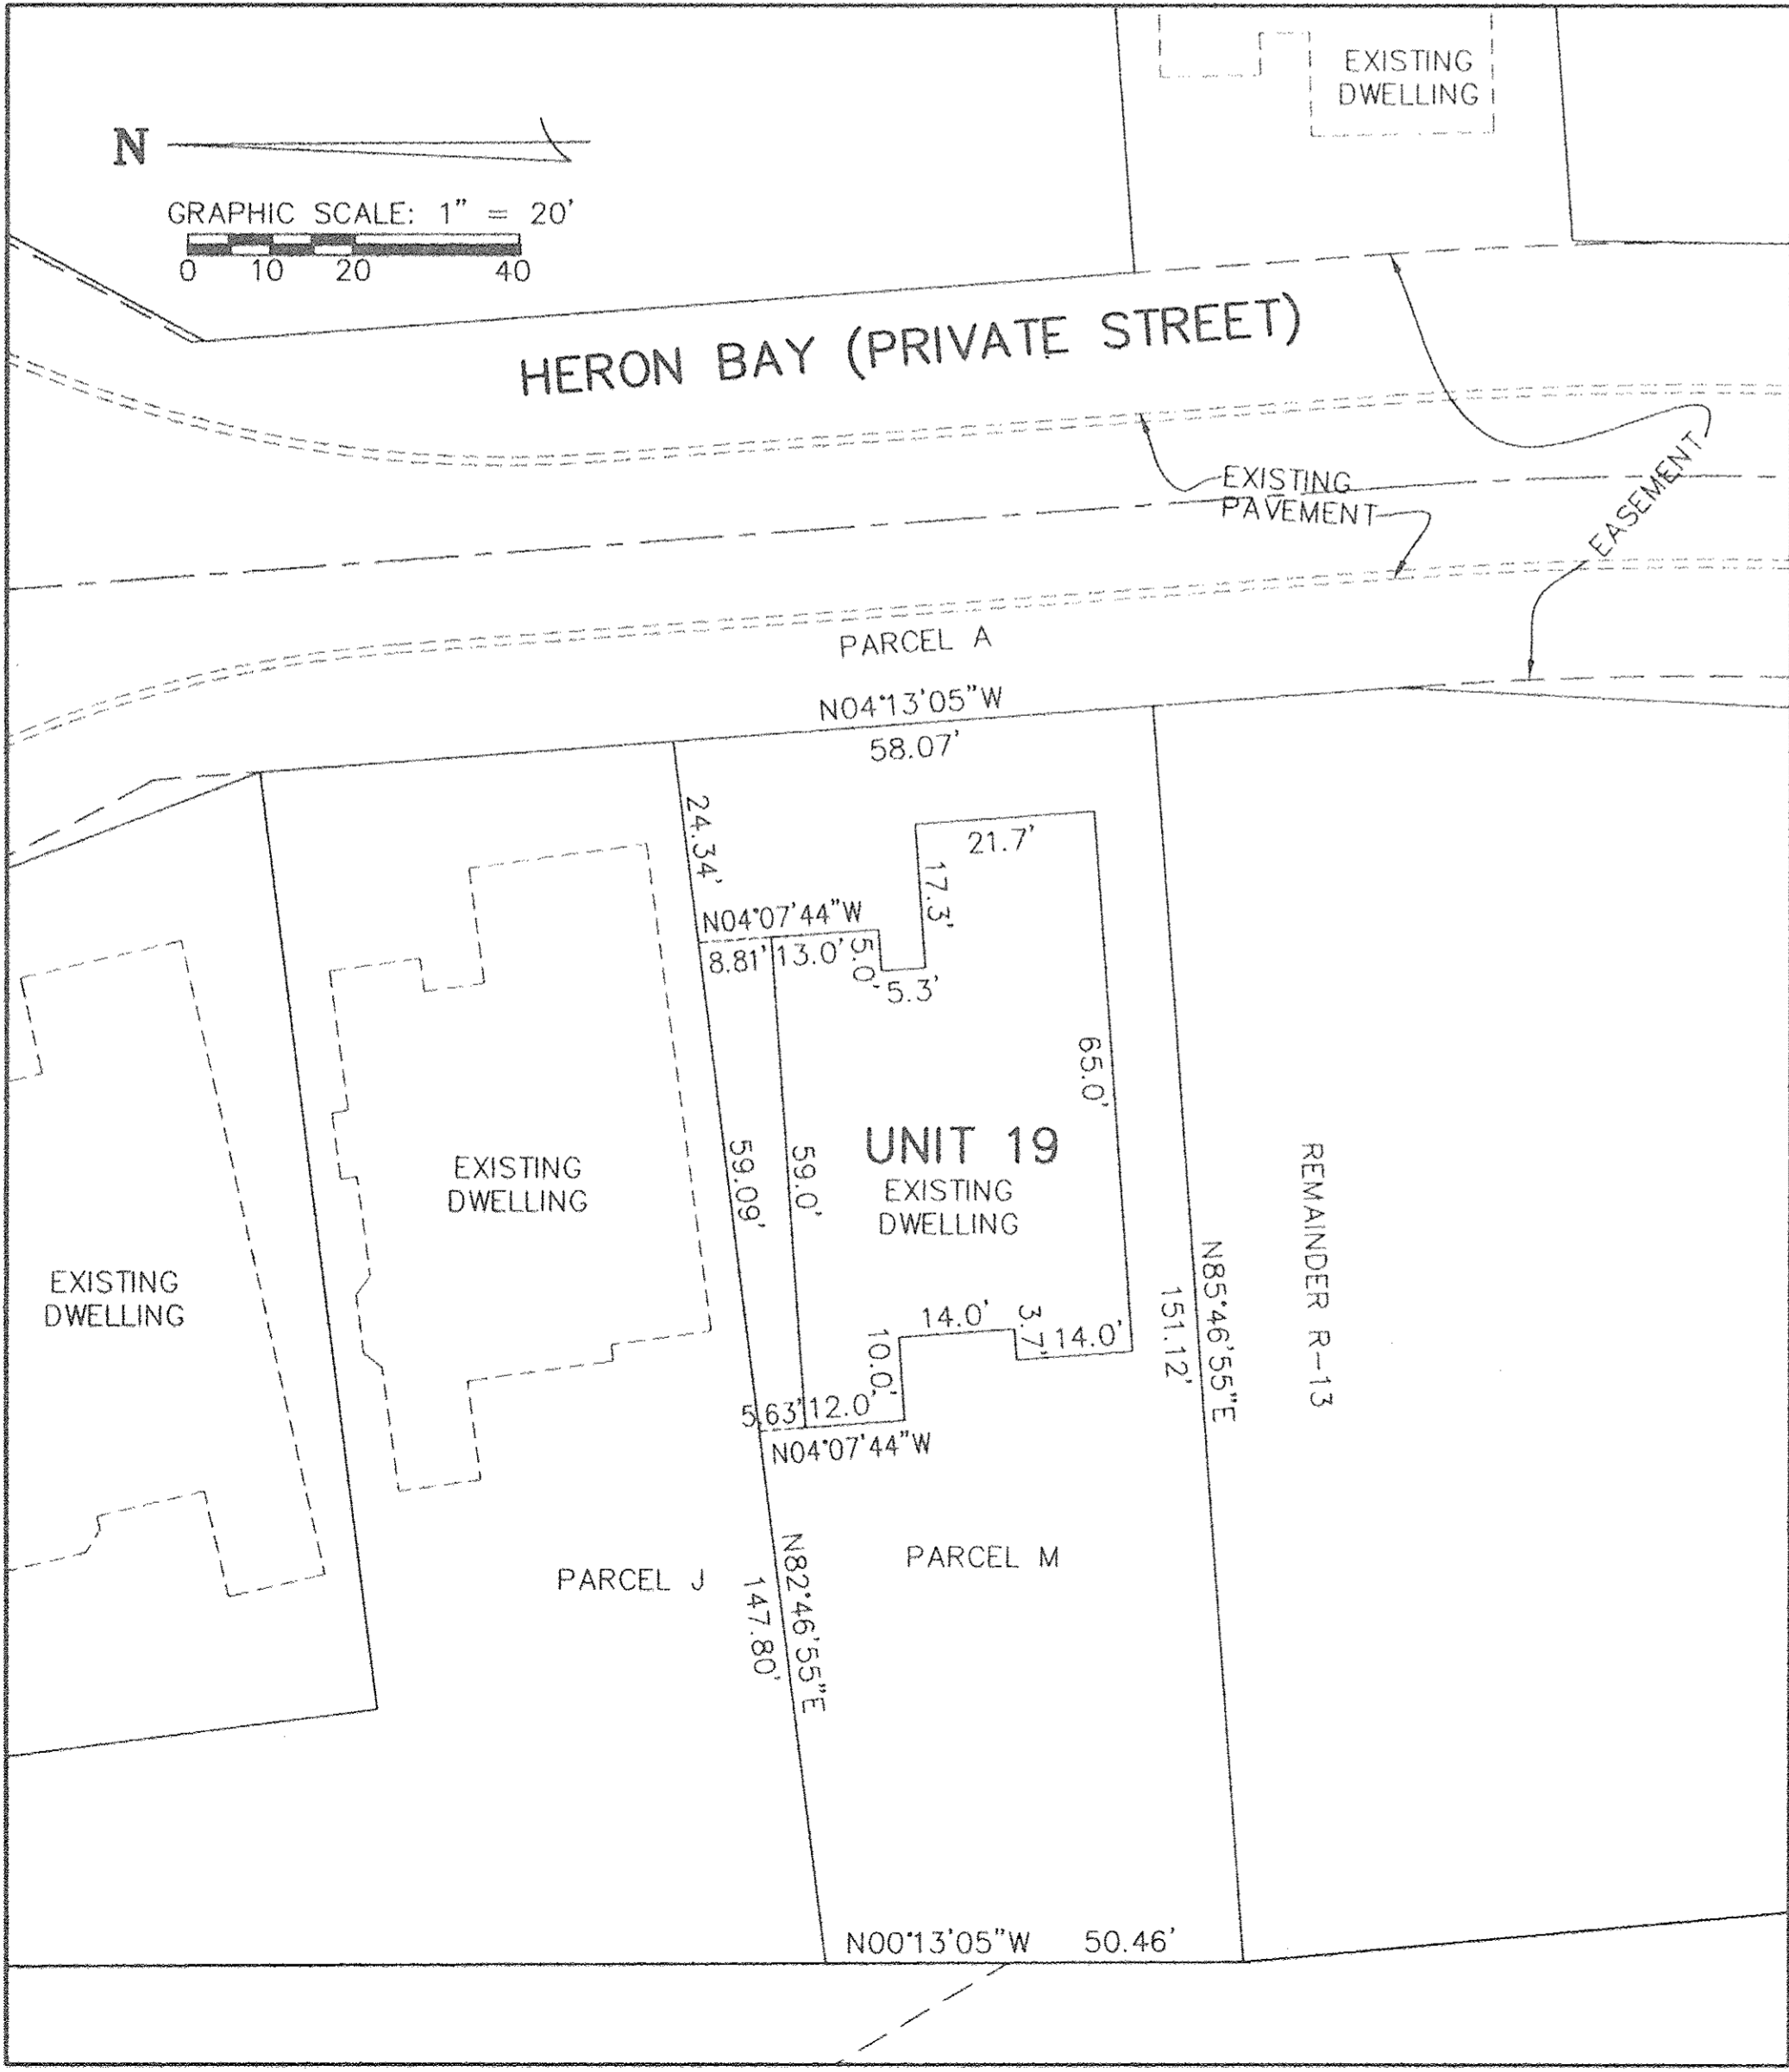 EXISTING
DWELLING
N
GRAPHIC SCALE: 1" = 20'
0 10 20 40
HERON BAY (PRIVATE STREET)
EXISTING
PAVEMENT
EASEMENT
PARCEL A
N04°13'05"W
58.07'
24.34'
21.7'
17.3'
N04°07'44"W
8.81' 13.0' 5.0'
5.3'
65.0'
UNIT 19
EXISTING
DWELLING
59.09'
59.0'
EXISTING
DWELLING
EXISTING
DWELLING
REMAINDER R-13
N85°46'55"E
151.12'
14.0' 3.7' 14.0'
10.0'
5.63' 12.0'
N04°07'44"W
PARCEL J
N82°46'55"E
147.80'
PARCEL M
N00°13'05"W 50.46'